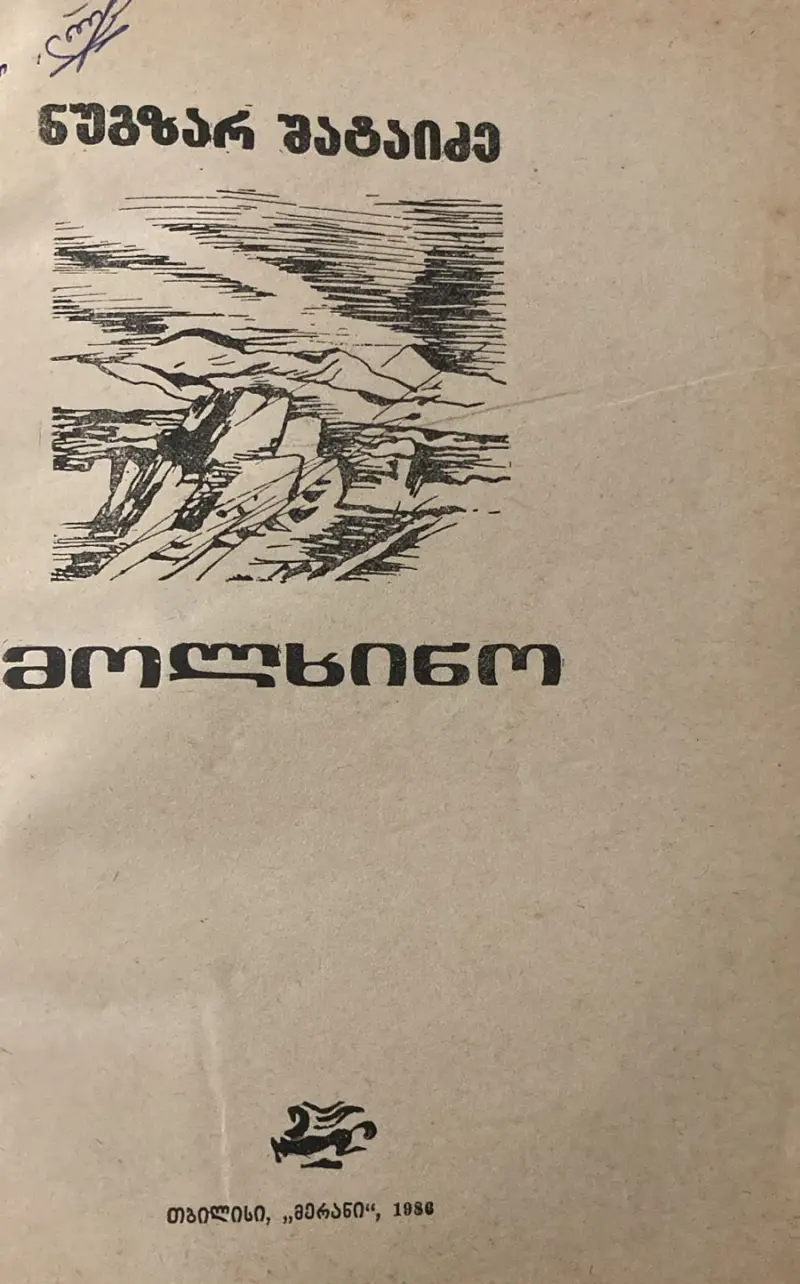 ნუგზარ შატაიძე
მოლხინო
თბილისი, „მერანი“, 1986